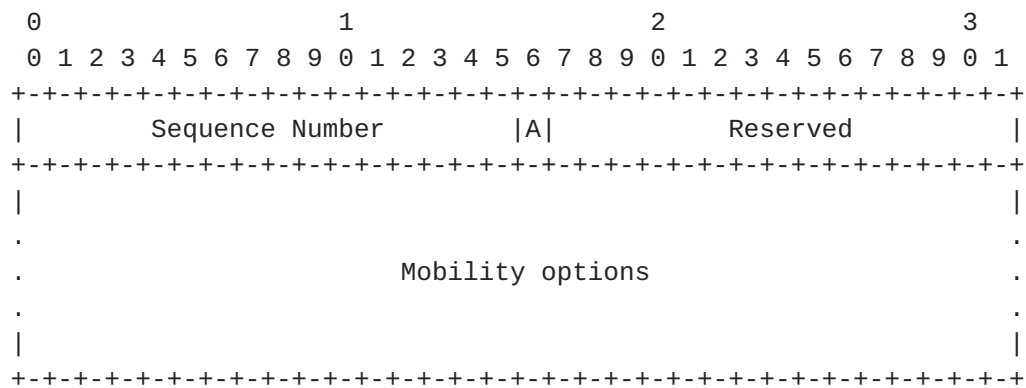 0                   1                   2                   3
 0 1 2 3 4 5 6 7 8 9 0 1 2 3 4 5 6 7 8 9 0 1 2 3 4 5 6 7 8 9 0 1
+-+-+-+-+-+-+-+-+-+-+-+-+-+-+-+-+-+-+-+-+-+-+-+-+-+-+-+-+-+-+-+-+
|        Sequence Number        |A|           Reserved          |
+-+-+-+-+-+-+-+-+-+-+-+-+-+-+-+-+-+-+-+-+-+-+-+-+-+-+-+-+-+-+-+-+
|                                                               |
.                                                               .
.                        Mobility options                       .
.                                                               .
|                                                               |
+-+-+-+-+-+-+-+-+-+-+-+-+-+-+-+-+-+-+-+-+-+-+-+-+-+-+-+-+-+-+-+-+